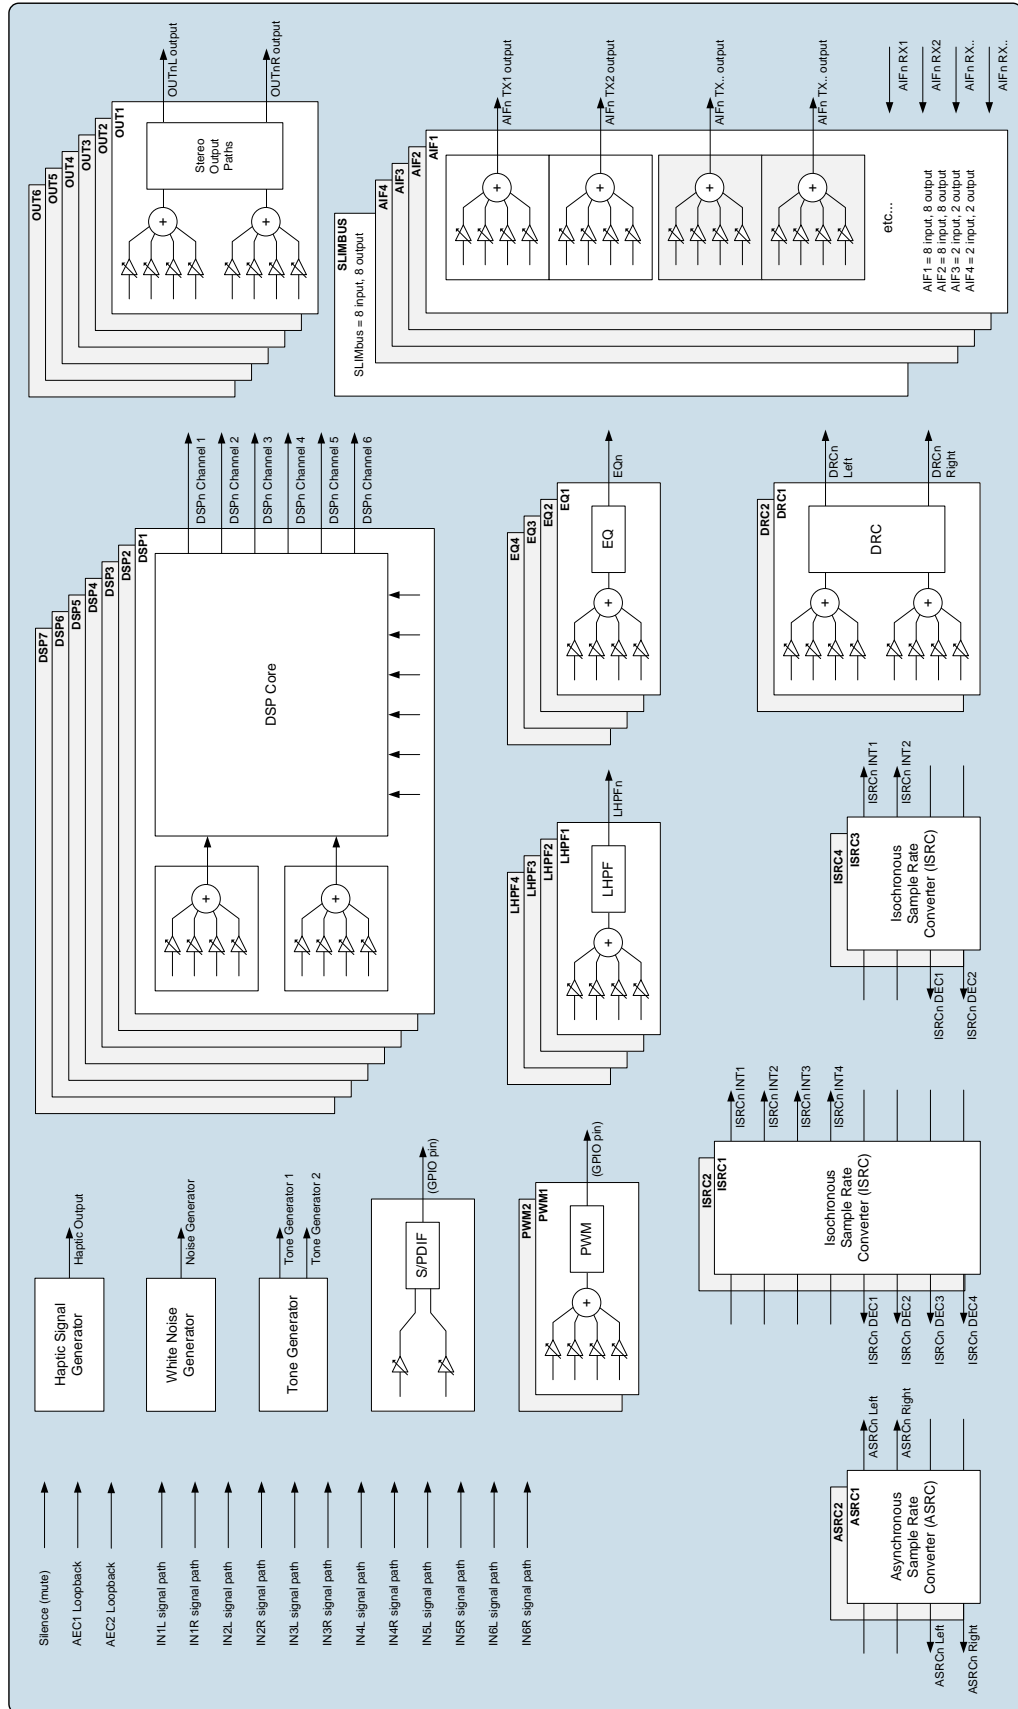 Silence (mute)
AEC1 Loopback
AEC2 Loopback
IN1L signal path
IN1R signal path
IN2L signal path
IN2R signal path
IN3L signal path
IN3R signal path
IN4L signal path
IN4R signal path
IN5L signal path
IN5R signal path
IN6L signal path
IN6R signal path
Haptic Signal
Generator
Haptic Output
White Noise
Generator
Noise Generator
Tone Generator
Tone Generator 1
Tone Generator 2
S/PDIF
(GPIO pin)
PWM2
PWM1
PWM
+
(GPIO pin)
ASRC2
ASRC1
Asynchronous
Sample Rate
Converter (ASRC)
ASRCn Left
ASRCn Right
ASRCn Left
ASRCn Right
ISRC2
ISRC1
Isochronous
Sample Rate
Converter (ISRC)
ISRCn INT1
ISRCn INT2
ISRCn INT3
ISRCn INT4
ISRCn DEC1
ISRCn DEC2
ISRCn DEC3
ISRCn DEC4
ISRC4
ISRC3
Isochronous
Sample Rate
Converter (ISRC)
ISRCn INT1
ISRCn INT2
ISRCn DEC1
ISRCn DEC2
DSP7
DSP6
DSP5
DSP4
DSP3
DSP2
DSP1
DSP Core
+
+
DSPn Channel 1
DSPn Channel 2
DSPn Channel 3
DSPn Channel 4
DSPn Channel 5
DSPn Channel 6
LHPF4
LHPF3
LHPF2
LHPF1
LHPF
+
LHPFn
EQ4
EQ3
EQ2
EQ1
EQ
+
EQn
DRC2
DRC1
DRC
+
+
DRCn
Left
DRCn
Right
OUT6
OUT5
OUT4
OUT3
OUT2
OUT1
Stereo
Output
Paths
+
+
OUTnL output
OUTnR output
SLIMBUS
SLIMbus = 8 input, 8 output
AIF4
AIF3
AIF2
AIF1
+
+
+
+
AIFn TX1 output
AIFn TX2 output
AIFn TX.. output
AIFn TX.. output
etc...
AIF1 = 8 input, 8 output
AIF2 = 8 input, 8 output
AIF3 = 2 input, 2 output
AIF4 = 2 input, 2 output
AIFn RX1
AIFn RX2
AIFn RX..
AIFn RX..